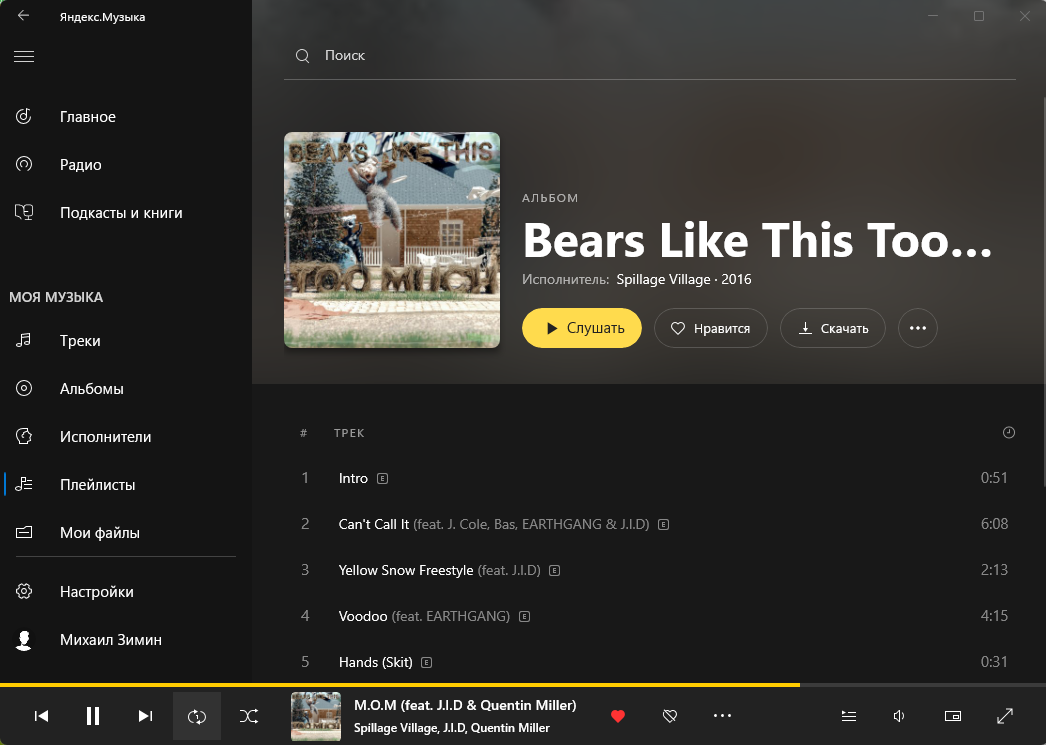 Яндекс.Музыка
Поиск
Главное
Радио
Подкасты и книги
МОЯ МУЗЫКА
Треки
Альбомы
Исполнители
Плейлисты
Мои файлы
Настройки
Михаил Зимин
BEARS LIKE THIS
TOO MUCH
АЛЬБОМ
Bears Like This Too...
Исполнитель: Spillage Village · 2016
Слушать
Нравится
Скачать
# ТРЕК
1 Intro E 0:51
2 Can't Call It (feat. J. Cole, Bas, EARTHGANG & J.I.D) E 6:08
3 Yellow Snow Freestyle (feat. J.I.D) E 2:13
4 Voodoo (feat. EARTHGANG) E 4:15
5 Hands (Skit) E 0:31
M.O.M (feat. J.I.D & Quentin Miller)
Spillage Village, J.I.D, Quentin Miller